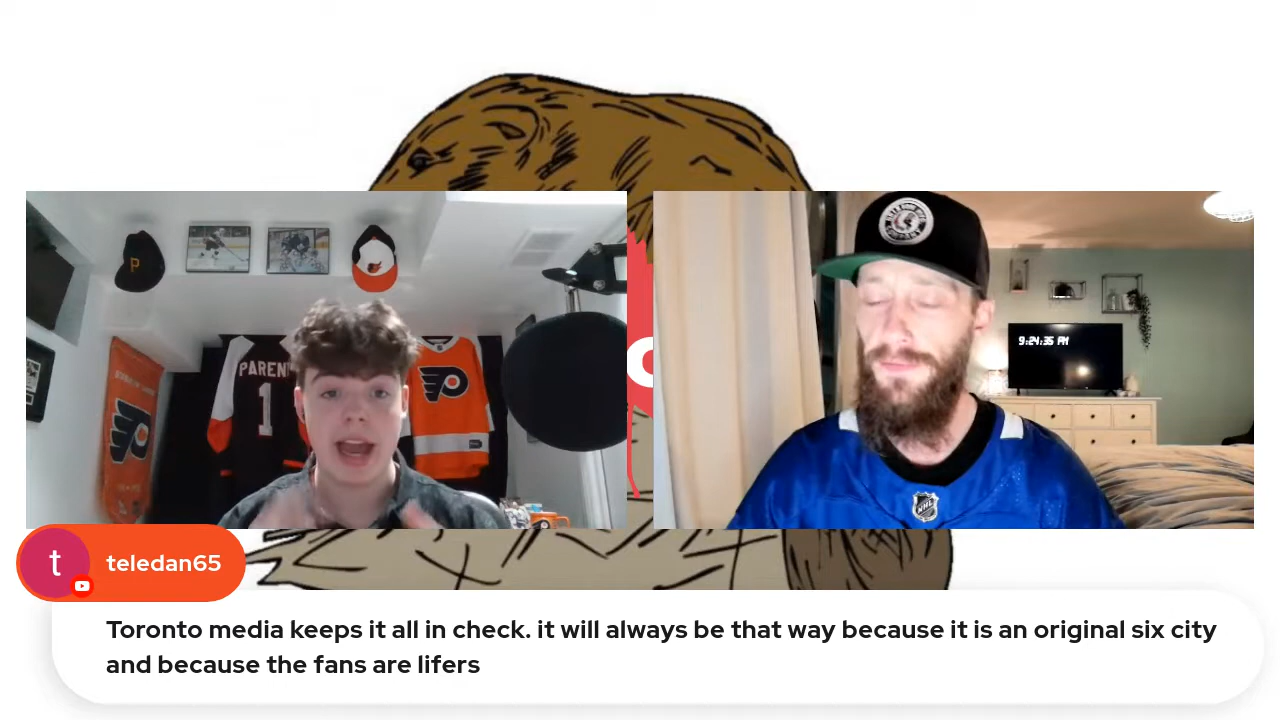 P
PARENT
1
9:24:35 PM
NHL
t
teledan65
Toronto media keeps it all in check. it will always be that way because it is an original six city
and because the fans are lifers